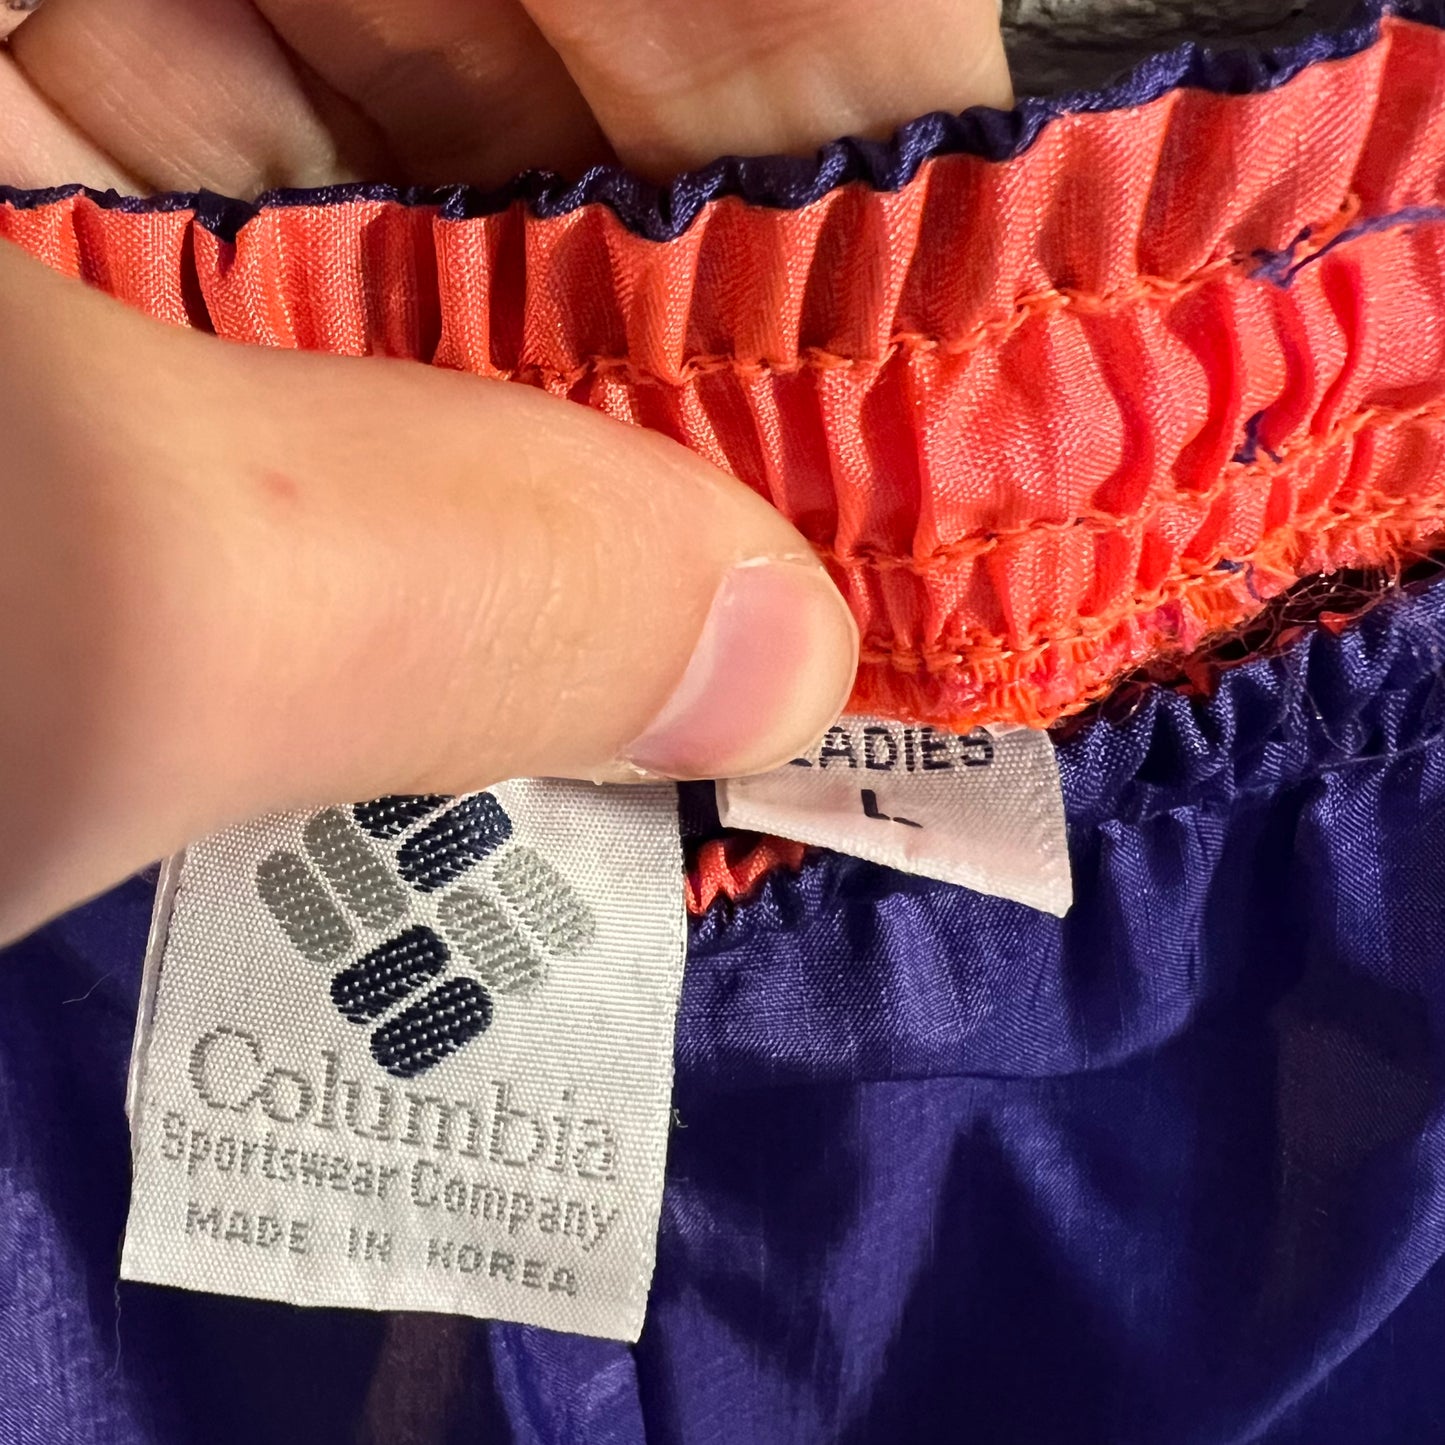 LADIES
L
Columbia
Sportswear Company
MADE IN KOREA